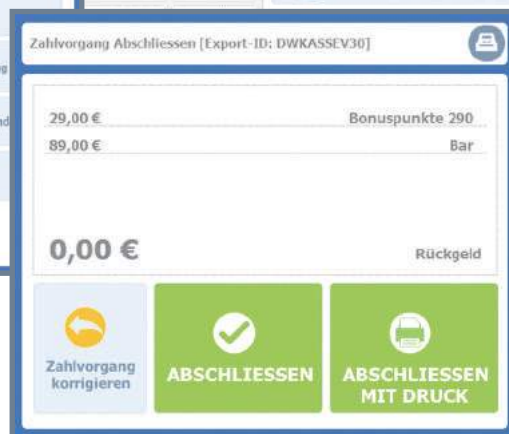 Zahlvorgang Abschliessen [Export-ID: DWKASSEV30]
29,00 € Bonuspunkte 290
89,00 € Bar
0,00 € Rückgeld
Zahlvorgang
korrigieren
ABSCHLIESSEN
ABSCHLIESSEN
MIT DRUCK